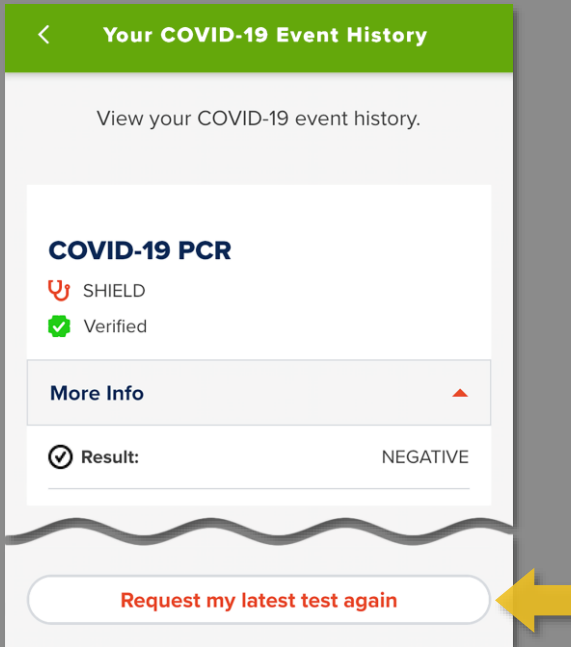 Your COVID-19 Event History
View your COVID-19 event history.
COVID-19 PCR
SHIELD
Verified
More Info
Result: NEGATIVE
Request my latest test again